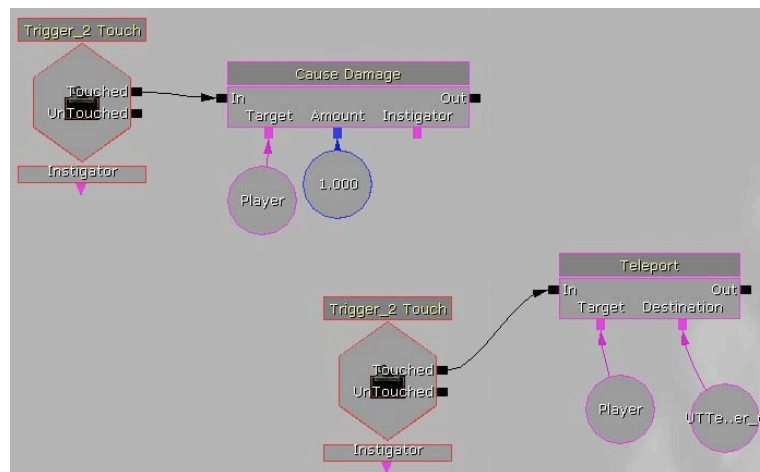 Trigger_2 Touch
Touched
UnTouched
Instigator
Cause Damage
In
Out
Target Amount Instigator
Player
1.000
Trigger_2 Touch
Touched
UnTouched
Instigator
Teleport
In
Out
Target Destination
Player
UTTe..er_